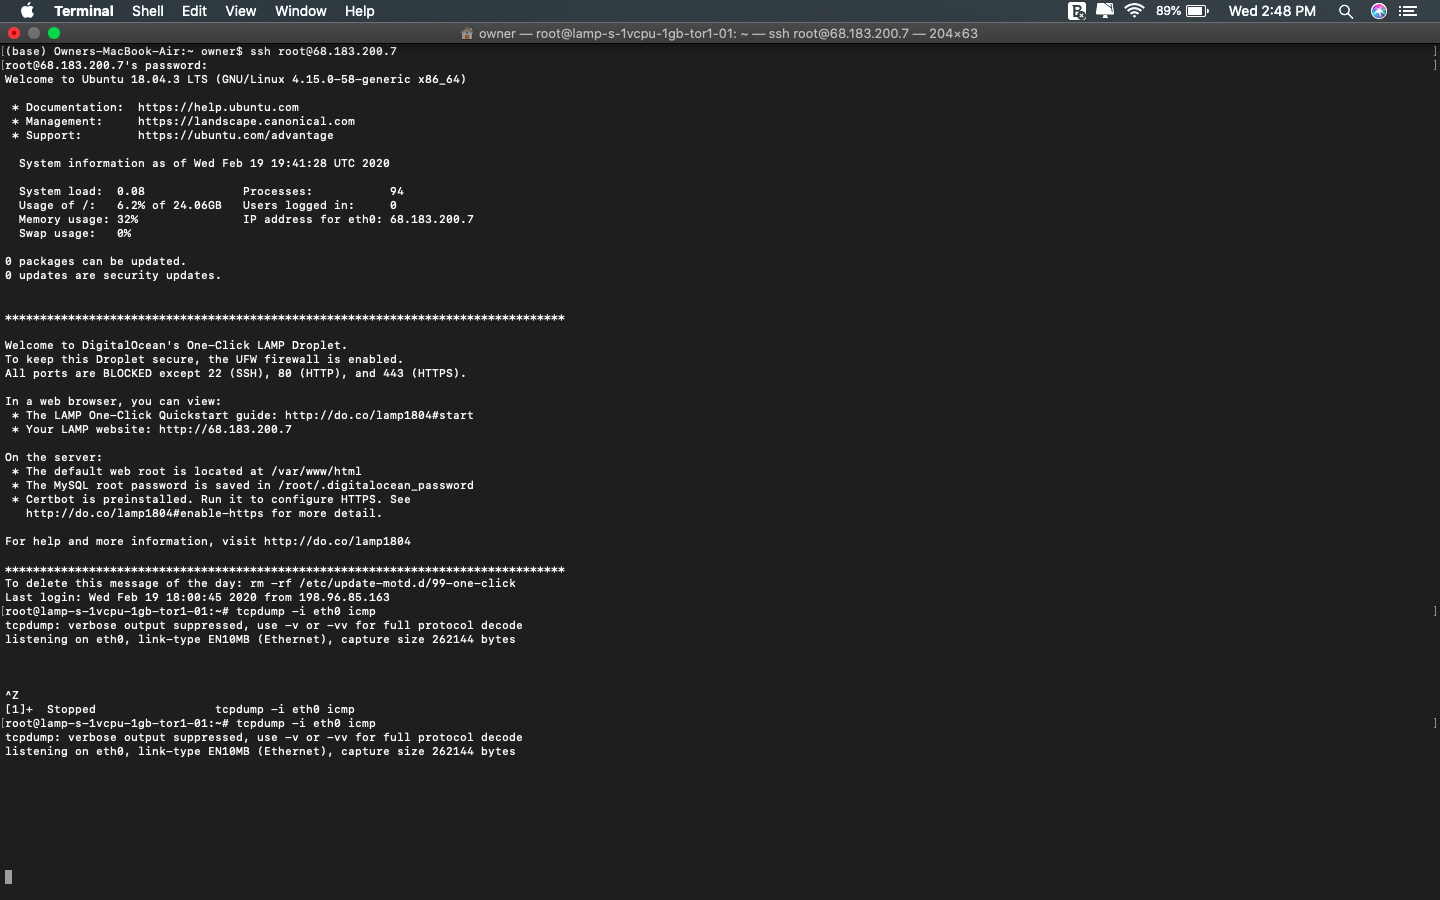 Terminal Shell Edit View Window Help 89% Wed 2:48 PM
owner — root@lamp-s-1vcpu-1gb-tor1-01: ~ — ssh root@68.183.200.7 — 204×63
[(base) Owners-MacBook-Air:~ owner$ ssh root@68.183.200.7 ]
[root@68.183.200.7's password: ]
Welcome to Ubuntu 18.04.3 LTS (GNU/Linux 4.15.0-58-generic x86_64)
* Documentation: https://help.ubuntu.com
* Management: https://landscape.canonical.com
* Support: https://ubuntu.com/advantage
System information as of Wed Feb 19 19:41:28 UTC 2020
System load: 0.08 Processes: 94
Usage of /: 6.2% of 24.06GB Users logged in: 0
Memory usage: 32% IP address for eth0: 68.183.200.7
Swap usage: 0%
0 packages can be updated.
0 updates are security updates.
********************************************************************************
Welcome to DigitalOcean's One-Click LAMP Droplet.
To keep this Droplet secure, the UFW firewall is enabled.
All ports are BLOCKED except 22 (SSH), 80 (HTTP), and 443 (HTTPS).
In a web browser, you can view:
* The LAMP One-Click Quickstart guide: http://do.co/lamp1804#start
* Your LAMP website: http://68.183.200.7
On the server:
* The default web root is located at /var/www/html
* The MySQL root password is saved in /root/.digitalocean_password
* Certbot is preinstalled. Run it to configure HTTPS. See
http://do.co/lamp1804#enable-https for more detail.
For help and more information, visit http://do.co/lamp1804
********************************************************************************
To delete this message of the day: rm -rf /etc/update-motd.d/99-one-click
Last login: Wed Feb 19 18:00:45 2020 from 198.96.85.163
[root@lamp-s-1vcpu-1gb-tor1-01:~# tcpdump -i eth0 icmp ]
tcpdump: verbose output suppressed, use -v or -vv for full protocol decode
listening on eth0, link-type EN10MB (Ethernet), capture size 262144 bytes
^Z
[1]+ Stopped tcpdump -i eth0 icmp
[root@lamp-s-1vcpu-1gb-tor1-01:~# tcpdump -i eth0 icmp ]
tcpdump: verbose output suppressed, use -v or -vv for full protocol decode
listening on eth0, link-type EN10MB (Ethernet), capture size 262144 bytes